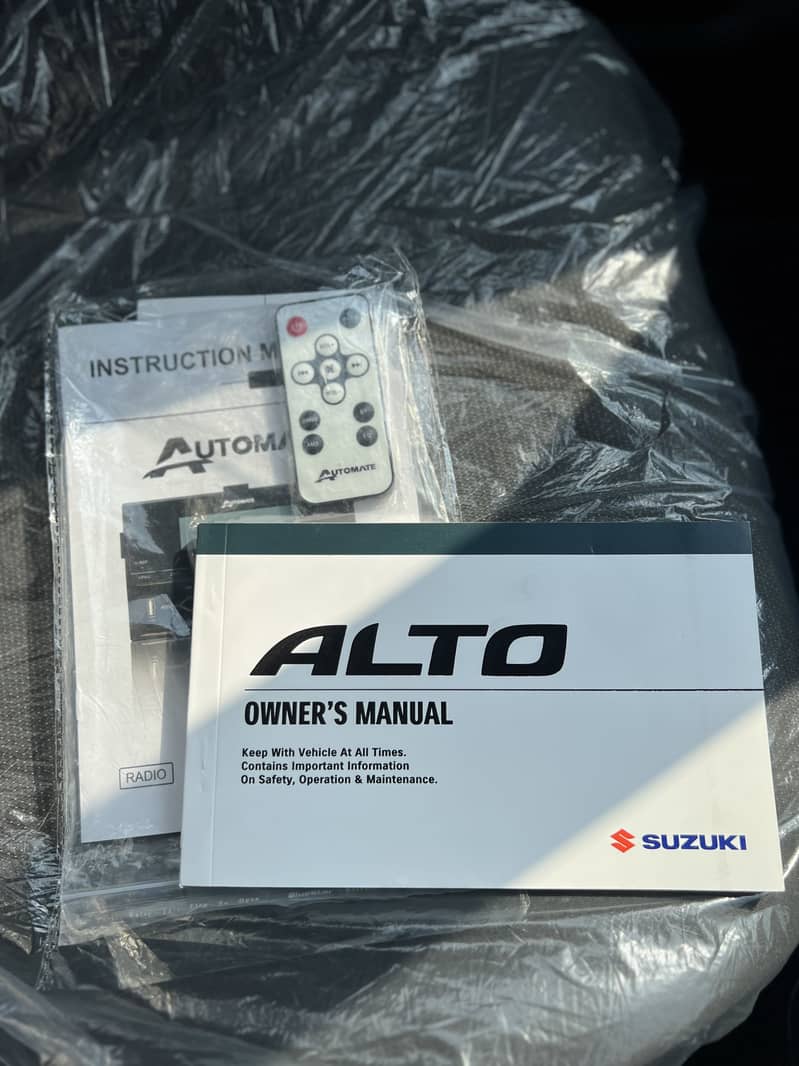 INSTRUCTION M
AUTOMA
AUTOMATE
RADIO
ALTO
OWNER'S MANUAL
Keep With Vehicle At All Times.
Contains Important Information
On Safety, Operation & Maintenance.
SUZUKI